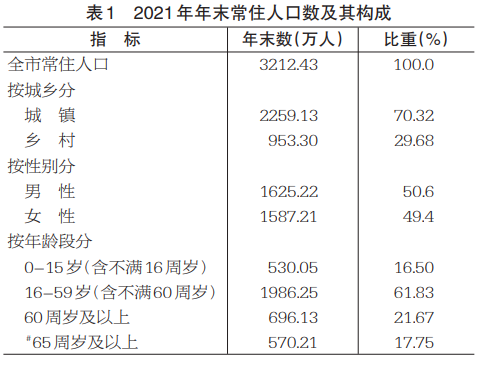 表1 2021年年末常住人口数及其构成
指 标 年末数(万人) 比重(%)
全市常住人口 3212.43 100.0
按城乡分
城 镇 2259.13 70.32
乡 村 953.30 29.68
按性别分
男 性 1625.22 50.6
女 性 1587.21 49.4
按年龄段分
0–15岁(含不满16周岁) 530.05 16.50
16–59岁(含不满60周岁) 1986.25 61.83
60周岁及以上 696.13 21.67
#65周岁及以上 570.21 17.75